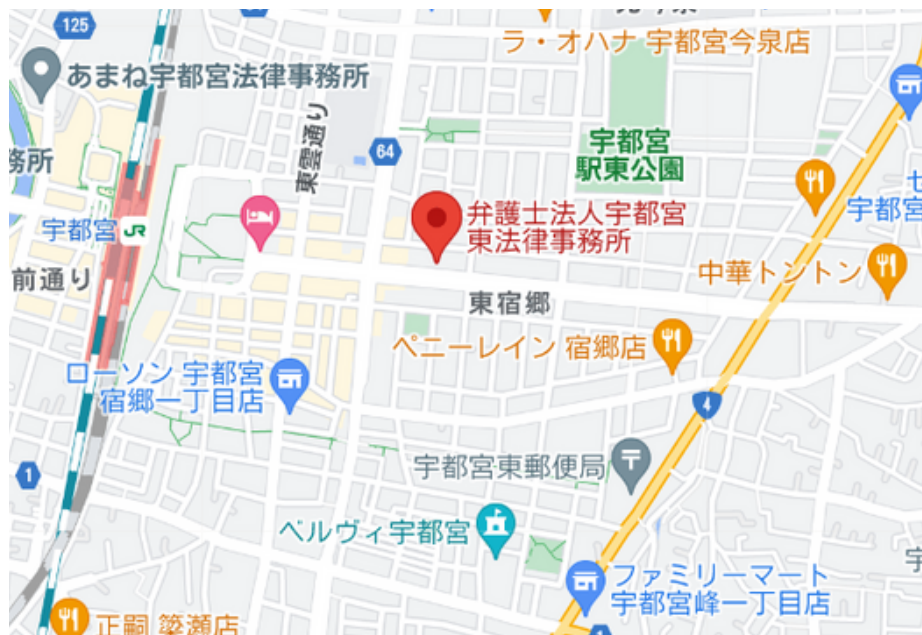 125
ラ・オハナ 宇都宮今泉店
あまね宇都宮法律事務所
東雲通り
64
宇都宮
駅東公園
務所
弁護士法人宇都宮
東法律事務所
宇都宮
JR
宇都宮
前通り
中華トントン
東宿郷
ペニーレイン 宿郷店
ローソン 宇都宮
宿郷一丁目店
4
1
宇都宮東郵便局
ベルヴィ宇都宮
ファミリーマート
宇都宮峰一丁目店
正嗣 簗瀬店